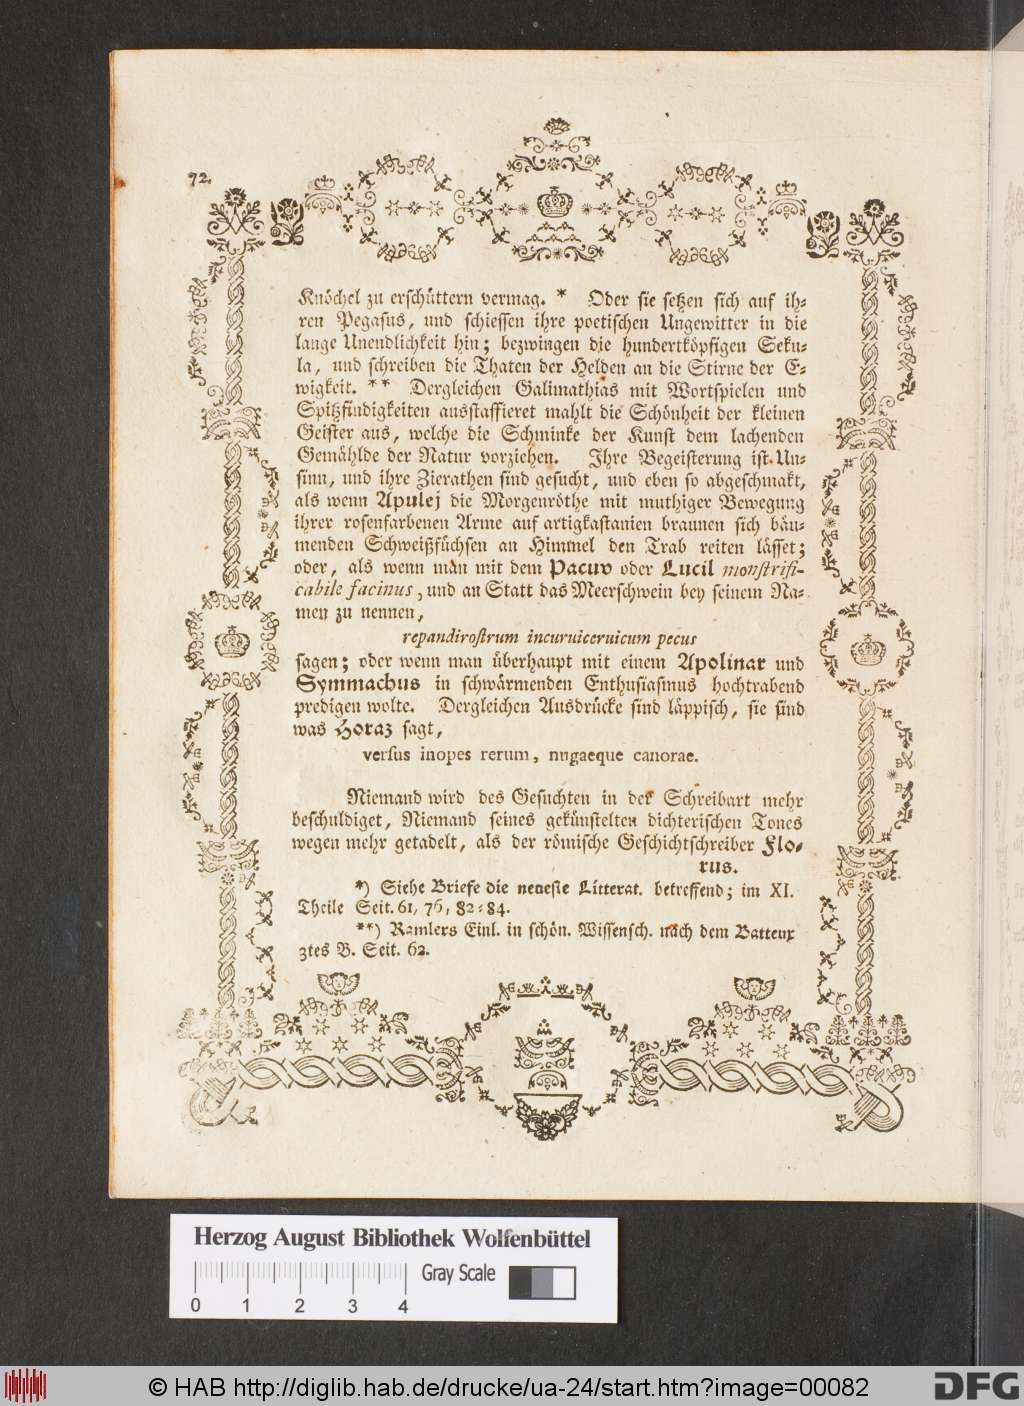 72.
Knöchel zu erschüttern vermag. * Oder sie setzen sich auf ih-
ren Pegasus, und schiessen ihre poetischen Ungewitter in die
lange Unendlichkeit hin; bezwingen die hundertköpfigen Seku-
la, und schreiben die Thaten der Helden an die Stirne der E-
wigkeit. ** Dergleichen Galimathias mit Wortspielen und
Spitzfindigkeiten ausstaffieret mahlt die Schönheit der kleinen
Geister aus, welche die Schminke der Kunst dem lachenden
Gemählde der Natur vorziehen. Ihre Begeisterung ist Un-
sinn, und ihre Zierathen sind gesucht, und eben so abgeschmakt,
als wenn Apulej die Morgenröthe mit muthiger Bewegung
ihrer rosenfarbenen Arme auf artigkastanien braunen sich bäu-
menden Schweißfüchsen an Himmel den Trab reiten lässet;
oder, als wenn man mit dem Pacuv oder Lucil monstrifi-
cabile facinus, und an Statt das Meerschwein bey seinem Na-
men zu nennen,
repandirostrum incuruiceruicum pecus
sagen; oder wenn man überhaupt mit einem Apolinar und
Symmachus in schwärmenden Enthusiasmus hochtrabend
predigen wolte. Dergleichen Ausdrücke sind läppisch, sie sind
was Horaz sagt,
versus inopes rerum, nugaeque canorae.
Niemand wird des Gesuchten in der Schreibart mehr
beschuldiget, Niemand seines gekünstelten dichterischen Tones
wegen mehr getadelt, als der römische Geschichtschreiber Flo-
rus.
*) Siehe Briefe die neueste Litterat. betreffend; im XI.
Theile Seit. 61, 76, 82-84.
**) Ramlers Einl. in schön. Wissensch. nach dem Batteux
3tes B. Seit. 62.
Herzog August Bibliothek Wolfenbüttel
Gray Scale
0 1 2 3 4
© HAB http://diglib.hab.de/drucke/ua-24/start.htm?image=00082
DFG